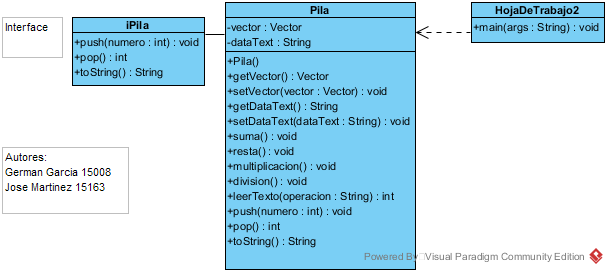 Interface
iPila
+push(numero : int) : void
+pop() : int
+toString() : String
Pila
-vector : Vector
-dataText : String
+Pila()
+getVector() : Vector
+setVector(vector : Vector) : void
+getDataText() : String
+setDataText(dataText : String) : void
+suma() : void
+resta() : void
+multiplicacion() : void
+division() : void
+leerTexto(operacion : String) : int
+push(numero : int) : void
+pop() : int
+toString() : String
HojaDeTrabajo2
+main(args : String) : void
Autores:
German Garcia 15008
Jose Martinez 15163
Powered By Visual Paradigm Community Edition